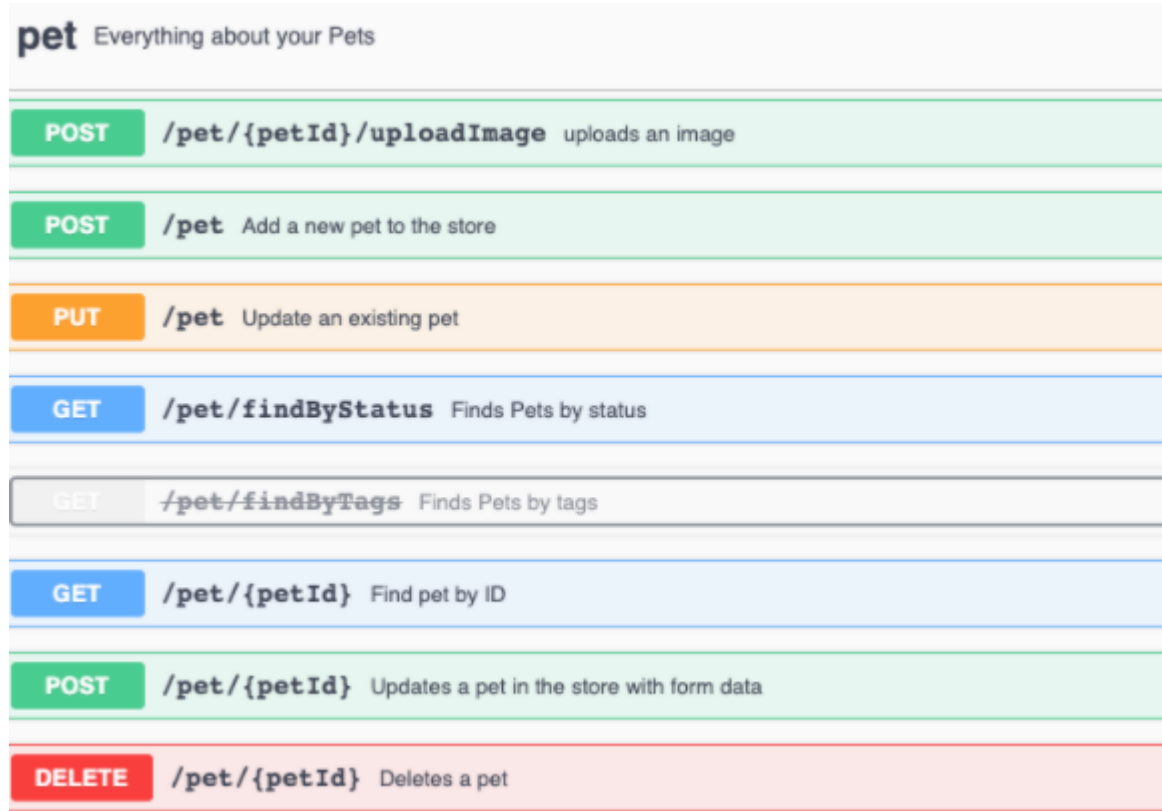 pet Everything about your Pets
POST /pet/{petId}/uploadImage uploads an image
POST /pet Add a new pet to the store
PUT /pet Update an existing pet
GET /pet/findByStatus Finds Pets by status
GET /pet/findByTags Finds Pets by tags
GET /pet/{petId} Find pet by ID
POST /pet/{petId} Updates a pet in the store with form data
DELETE /pet/{petId} Deletes a pet